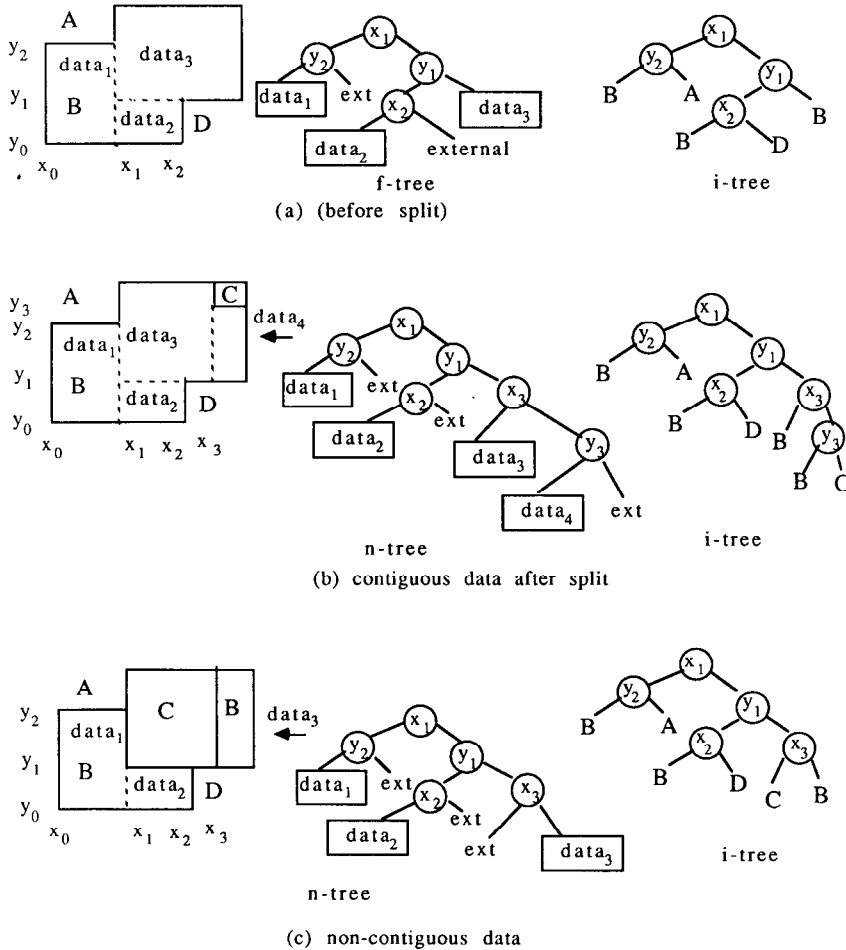 A
y2
data1
data3
y1
B
data2
D
y0
x0
x1
x2
x1
y2
y1
data1
ext
x2
data3
data2
external
f-tree
x1
y2
y1
B
A
x2
B
B
D
i-tree
(a) (before split)
A
C
y3
y2
data1
data3
data4
y1
B
data2
D
y0
x0
x1
x2
x3
x1
y2
y1
data1
ext
x2
x3
ext
data2
data3
y3
data4
ext
n-tree
x1
y2
y1
B
A
x2
x3
B
D
B
y3
B
C
i-tree
(b) contiguous data after split
A
C
B
y2
data1
data3
y1
B
data2
D
y0
x0
x1
x2
x3
x1
y2
y1
data1
ext
x2
x3
ext
data2
ext
data3
n-tree
x1
y2
y1
B
A
x2
x3
B
D
C
B
i-tree
(c) non-contiguous data